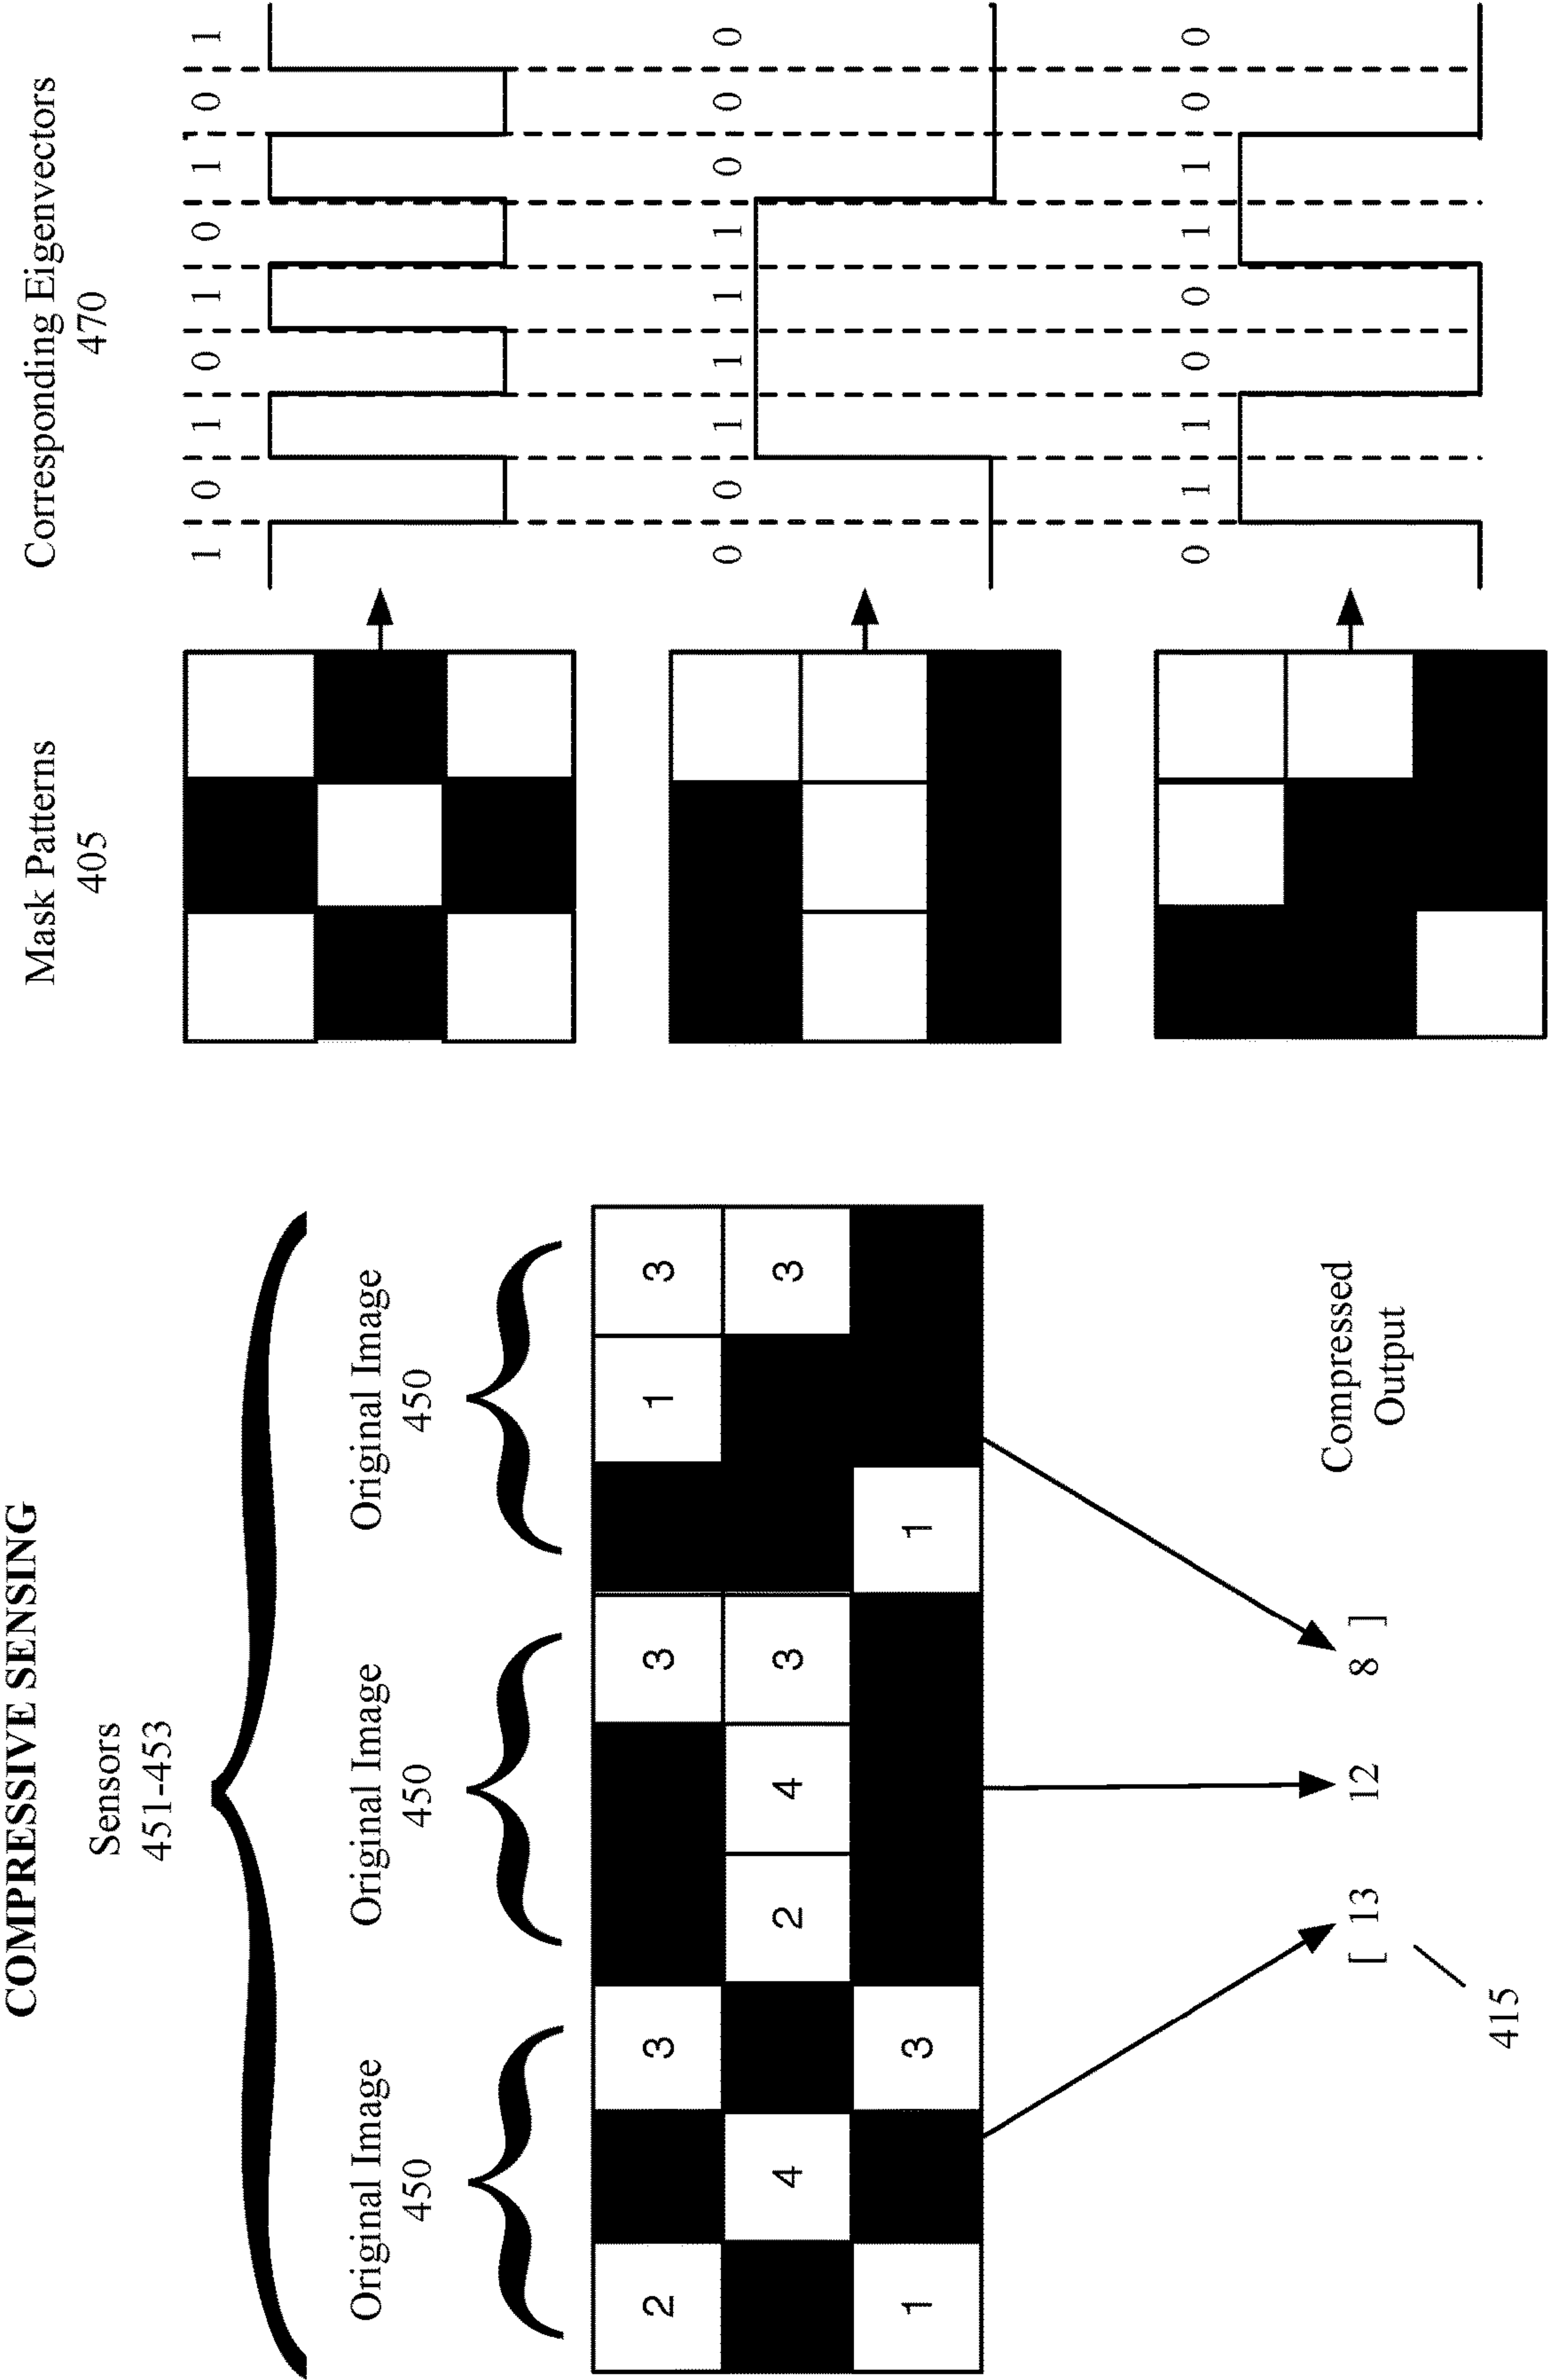 COMPRESSIVE SENSING
Sensors
451-453
Original Image
450
Original Image
450
Original Image
450
2 3 3 1 3
4 2 4 3 3
1 3 1
Compressed
Output
[ 13 12 8 ]
415
Mask Patterns
405
Corresponding Eigenvectors
470
1 0 1 0 1 0 1 0 1
0 0 1 1 1 1 0 0 0
0 1 1 0 0 1 1 0 0